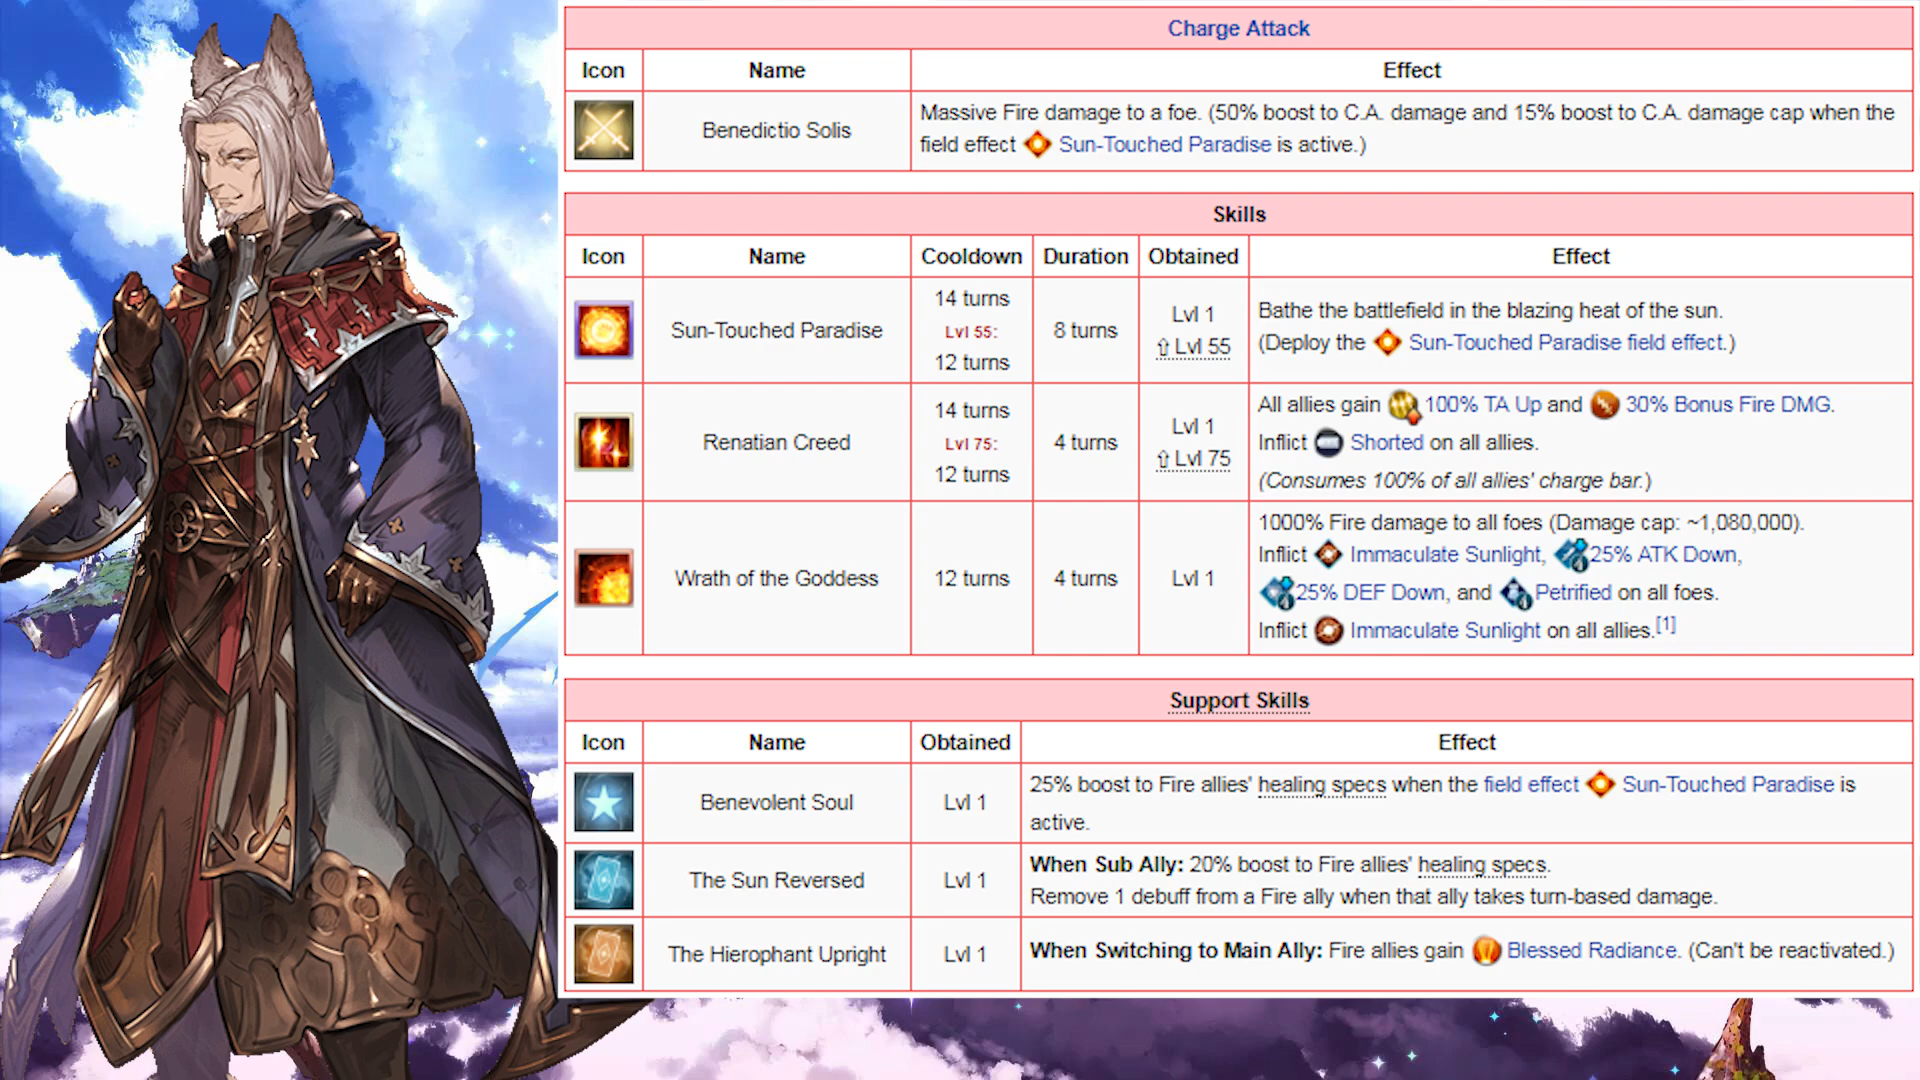 Charge Attack
Icon Name Effect
Benedictio Solis
Massive Fire damage to a foe. (50% boost to C.A. damage and 15% boost to C.A. damage cap when the
field effect Sun-Touched Paradise is active.)
Skills
Icon Name Cooldown Duration Obtained Effect
Sun-Touched Paradise
14 turns
Lvl 55:
12 turns
8 turns
Lvl 1
⇧Lvl 55
Bathe the battlefield in the blazing heat of the sun.
(Deploy the Sun-Touched Paradise field effect.)
Renatian Creed
14 turns
Lvl 75:
12 turns
4 turns
Lvl 1
⇧Lvl 75
All allies gain 100% TA Up and 30% Bonus Fire DMG.
Inflict Shorted on all allies.
(Consumes 100% of all allies' charge bar.)
Wrath of the Goddess
12 turns
4 turns
Lvl 1
1000% Fire damage to all foes (Damage cap: ~1,080,000).
Inflict Immaculate Sunlight, 25% ATK Down,
25% DEF Down, and Petrified on all foes.
Inflict Immaculate Sunlight on all allies.[1]
Support Skills
Icon Name Obtained Effect
Benevolent Soul
Lvl 1
25% boost to Fire allies' healing specs when the field effect Sun-Touched Paradise is
active.
The Sun Reversed
Lvl 1
When Sub Ally: 20% boost to Fire allies' healing specs.
Remove 1 debuff from a Fire ally when that ally takes turn-based damage.
The Hierophant Upright
Lvl 1
When Switching to Main Ally: Fire allies gain Blessed Radiance. (Can't be reactivated.)